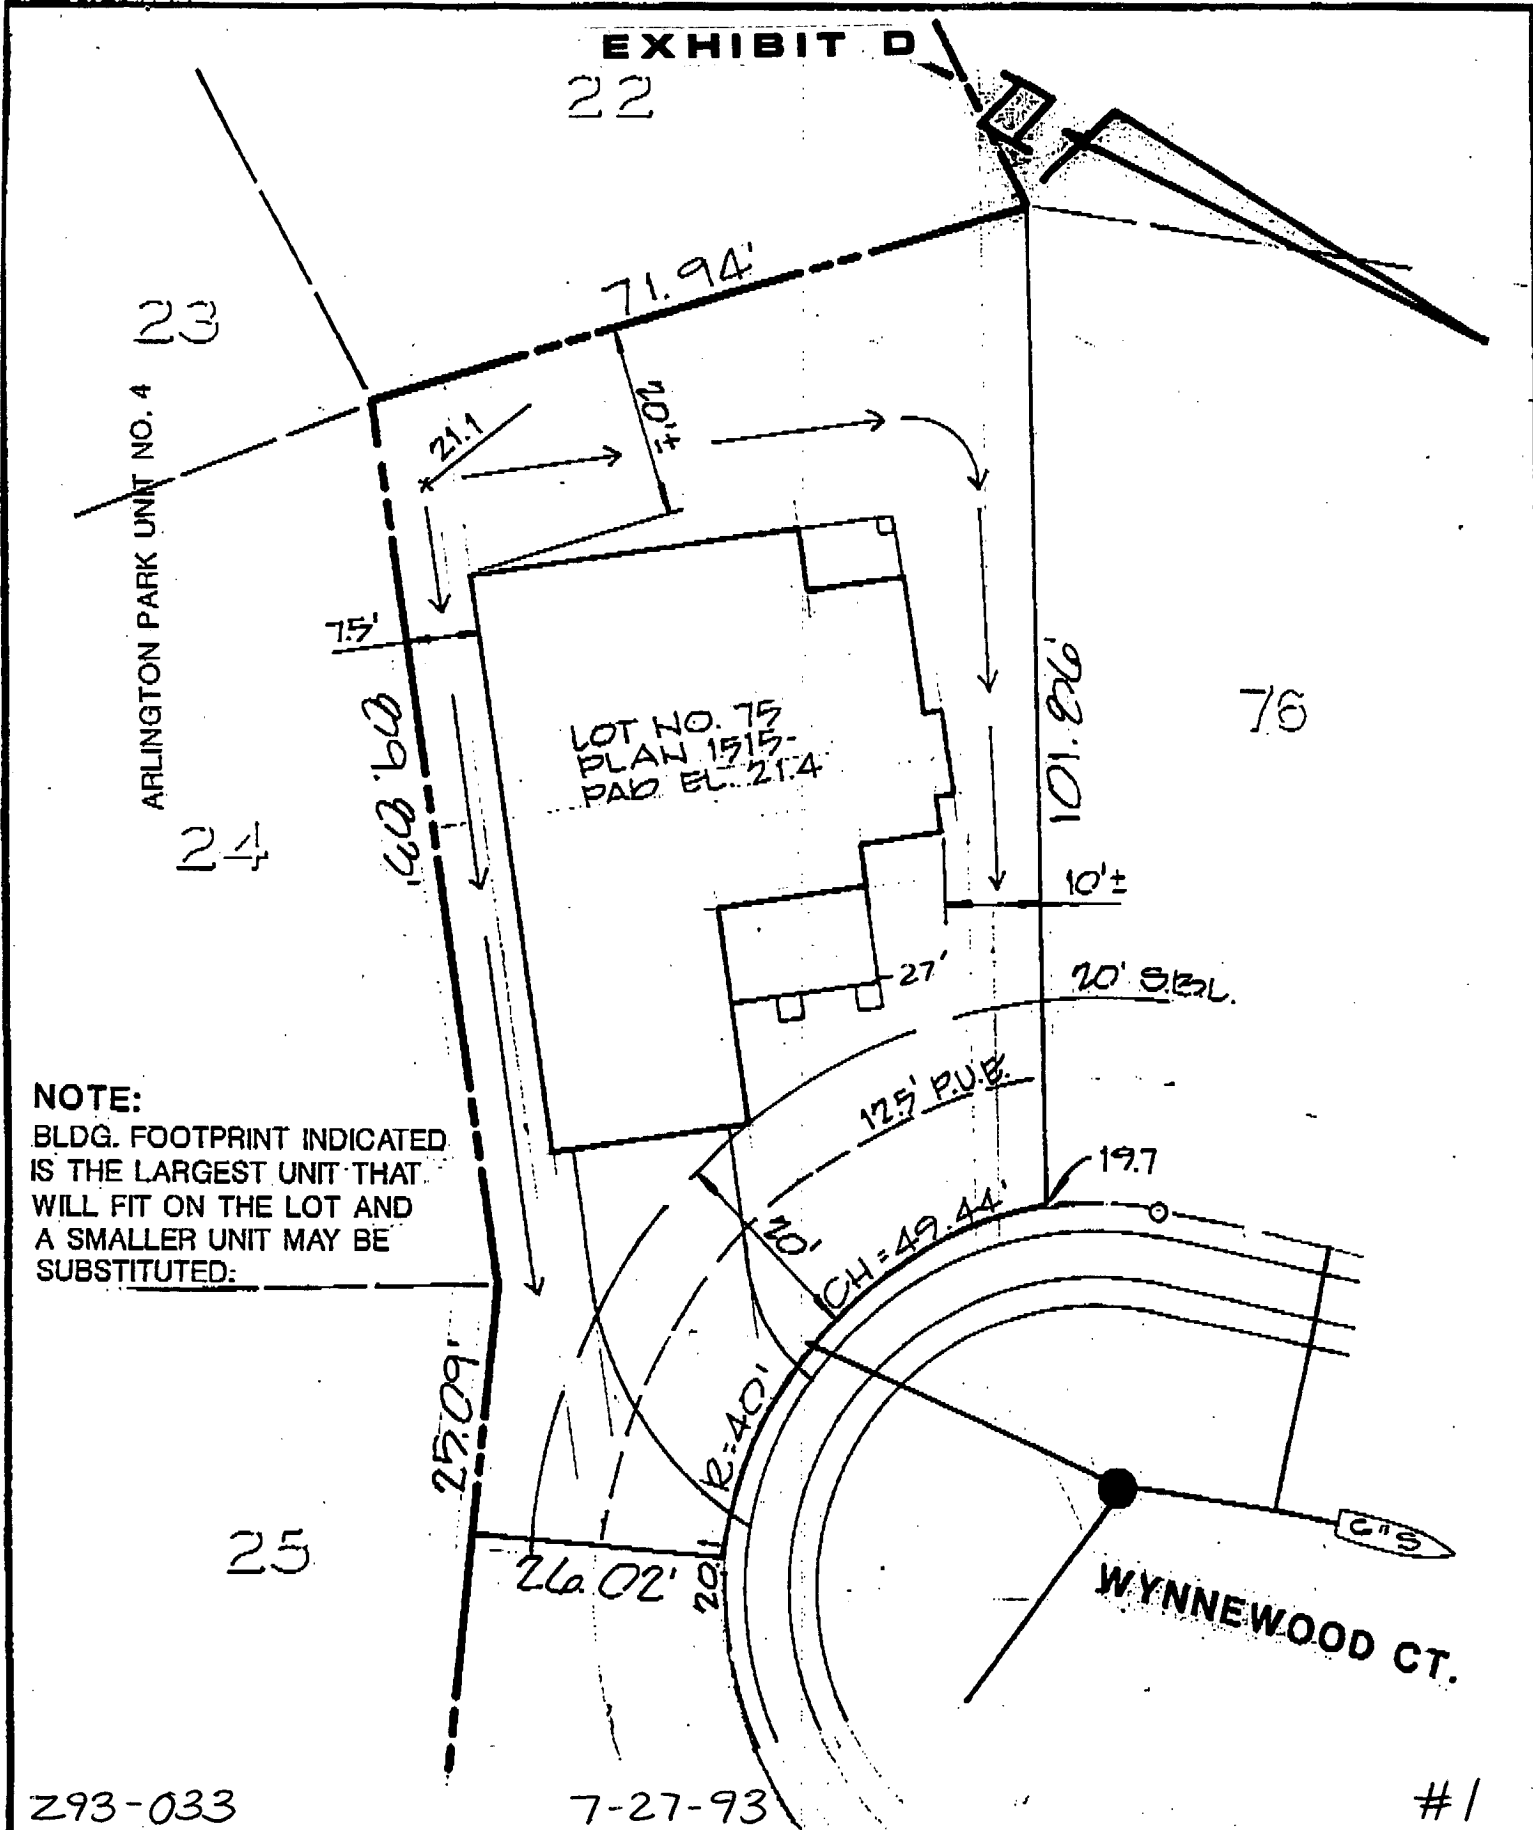 EXHIBIT D
22
71.94'
23
ARLINGTON PARK UNIT NO. 4
21.1
20'±
7.5'
LOT NO. 75
PLAN 1515-
PAD EL. 21.4
101.86'
76
24
10'±
27'
20' S.B.L.
12.5' P.U.E.
NOTE:
BLDG. FOOTPRINT INDICATED
IS THE LARGEST UNIT THAT
WILL FIT ON THE LOT AND
A SMALLER UNIT MAY BE
SUBSTITUTED:
19.7
20'
CH=49.44'
25.09'
R=40'
25
26.02'
20.1
6"S
WYNNEWOOD CT.
Z93-033
7-27-93
#1